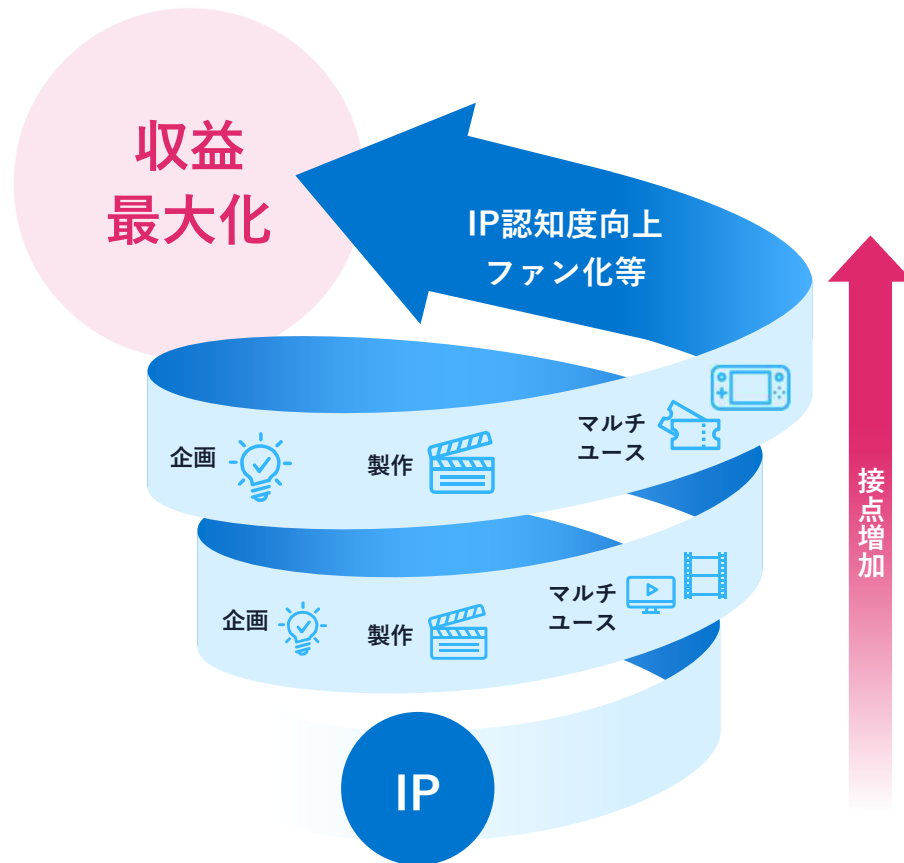 収益
最大化
IP認知度向上
ファン化等
企画
製作
マルチ
ユース
接点増加
企画
製作
マルチ
ユース
IP